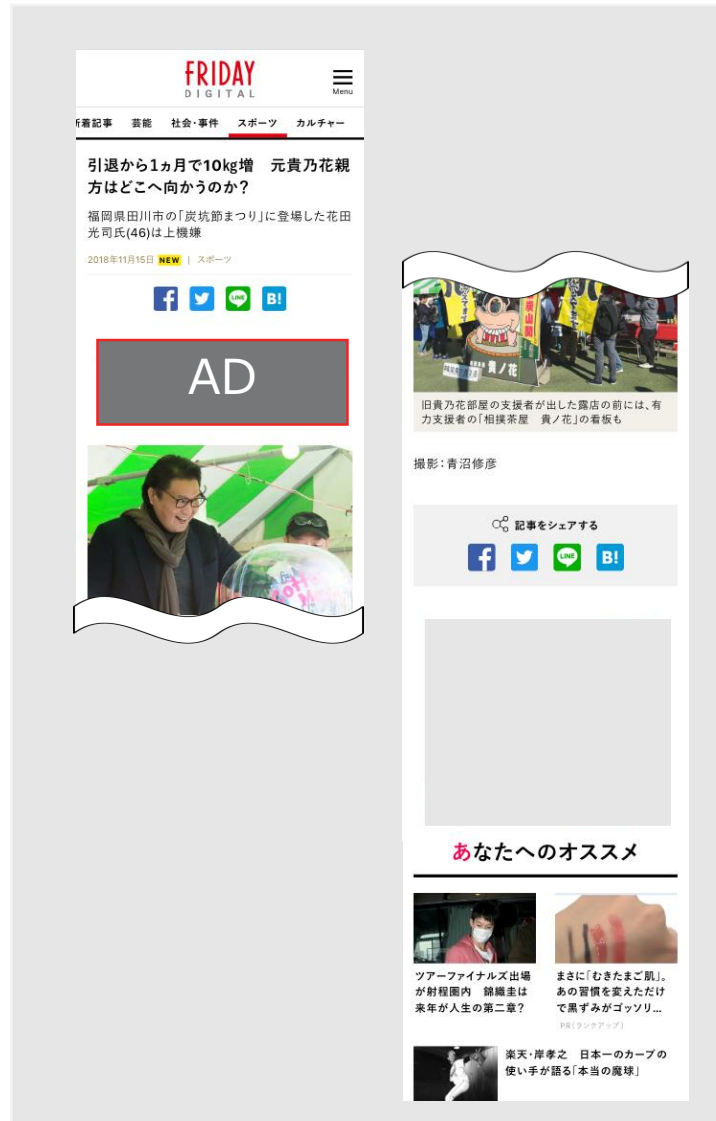 FRIDAY
DIGITAL
Menu
新着記事 芸能 社会・事件 スポーツ カルチャー
引退から1ヵ月で10㎏増 元貴乃花親
方はどこへ向かうのか?
福岡県田川市の「炭坑節まつり」に登場した花田
光司氏(46)は上機嫌
2018年11月15日 NEW | スポーツ
LINE
B!
AD
貴ノ花
旧貴乃花部屋の支援者が出した露店の前には、有
力支援者の「相撲茶屋 貴ノ花」の看板も
撮影:青沼修彦
記事をシェアする
LINE
B!
あなたへのオススメ
ツアーファイナルズ出場
が射程圏内 錦織圭は
来年が人生の第二章?
まさに「むきたまご肌」。
あの習慣を変えただけ
で黒ずみがゴッソリ...
PR(ランクアップ)
楽天・岸孝之 日本一のカーブの
使い手が語る「本当の魔球」